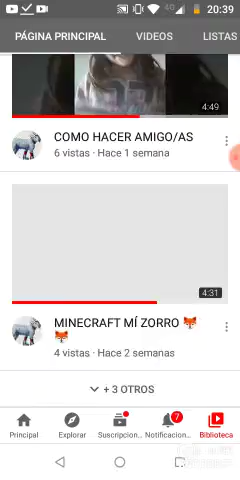 20:39
PÁGINA PRINCIPAL VIDEOS LISTAS
4:49
COMO HACER AMIGO/AS
6 vistas · Hace 1 semana
4:31
MINECRAFT MÍ ZORRO 🦊
🦊
4 vistas · Hace 2 semanas
+ 3 OTROS
7
Principal Explorar Suscripcion.. Notificacion.. Biblioteca